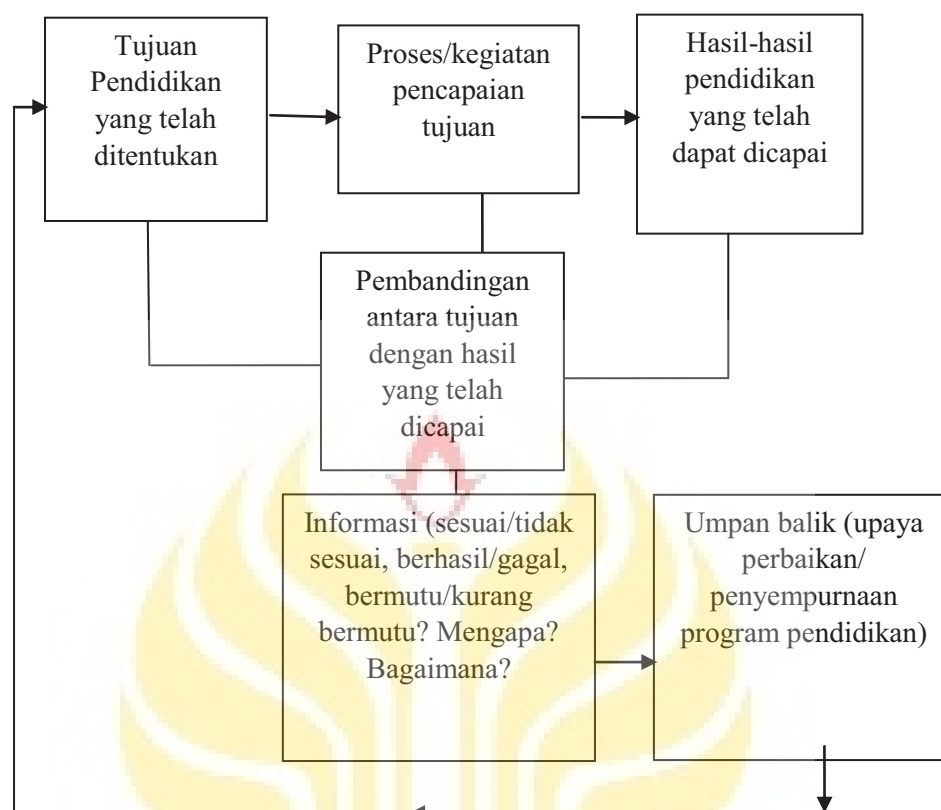 Tujuan
Pendidikan
yang telah
ditentukan
Proses/kegiatan
pencapaian
tujuan
Hasil-hasil
pendidikan
yang telah
dapat dicapai
Pembandingan
antara tujuan
dengan hasil
yang telah
dicapai
Informasi (sesuai/tidak
sesuai, berhasil/gagal,
bermutu/kurang
bermutu? Mengapa?
Bagaimana?
Umpan balik (upaya
perbaikan/
penyempurnaan
program pendidikan)